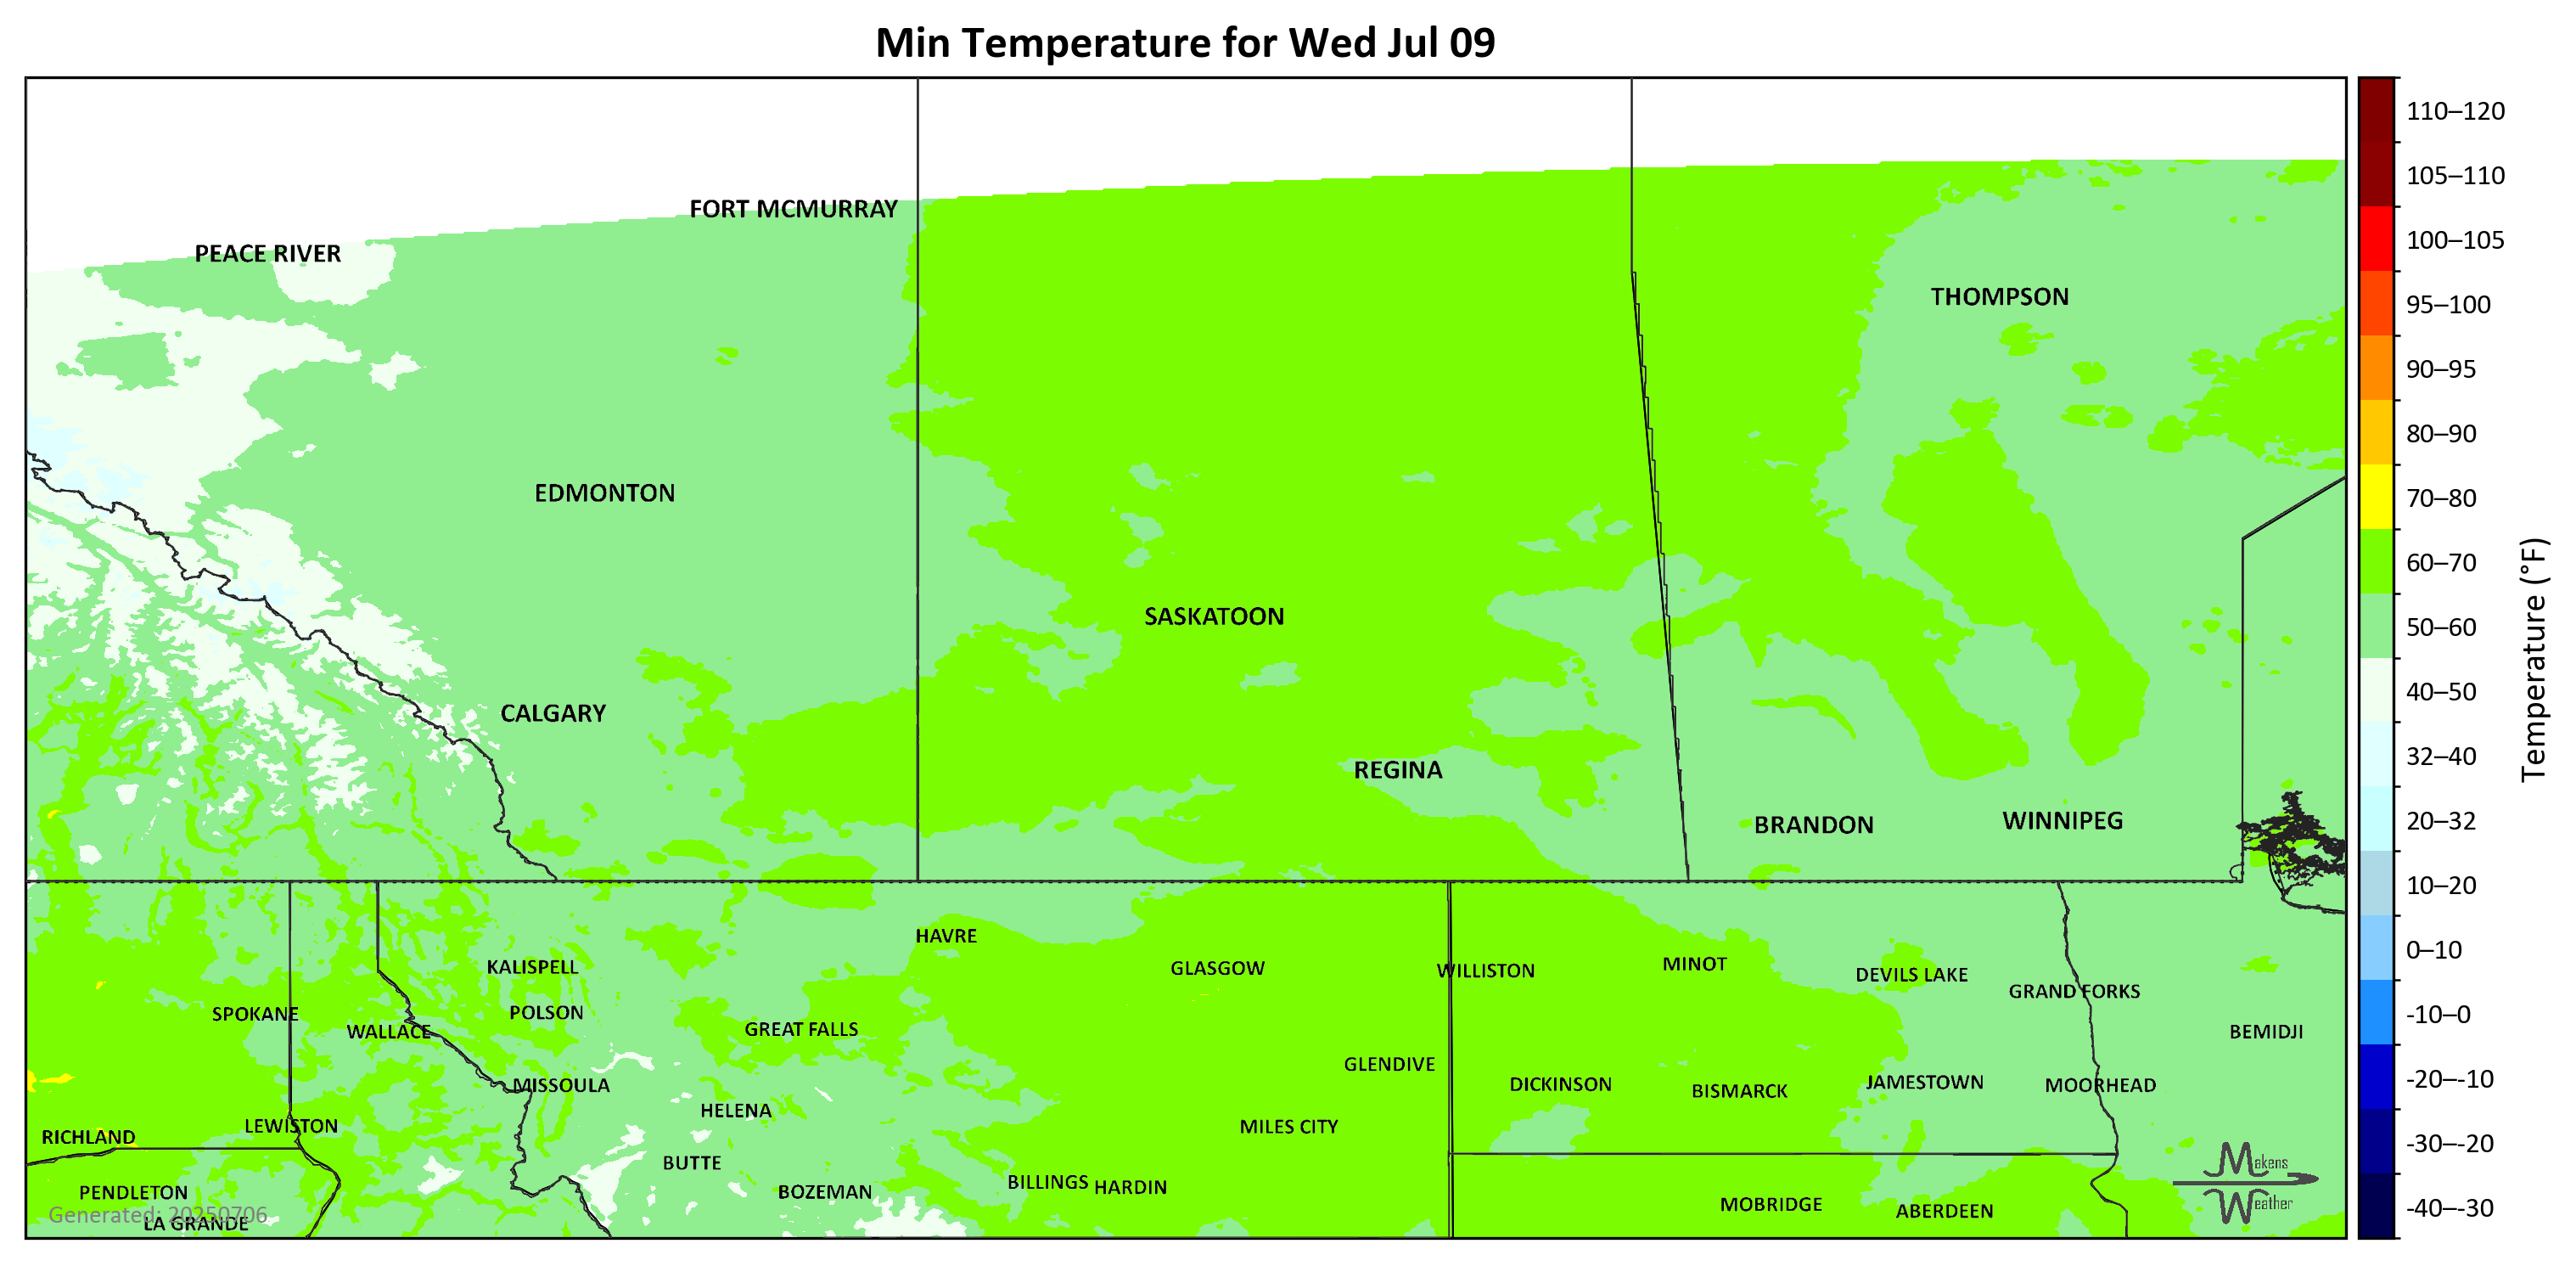 Min Temperature for Wed Jul 09
FORT MCMURRAY
PEACE RIVER
THOMPSON
EDMONTON
SASKATOON
CALGARY
REGINA
BRANDON
WINNIPEG
HAVRE
KALISPELL
GLASGOW
WILLISTON
MINOT
DEVILS LAKE
GRAND FORKS
SPOKANE
POLSON
WALLACE
GREAT FALLS
BEMIDJI
GLENDIVE
MISSOULA
DICKINSON
BISMARCK
JAMESTOWN
MOORHEAD
HELENA
LEWISTON
MILES CITY
RICHLAND
BUTTE
PENDLETON
BOZEMAN
BILLINGS
HARDIN
MOBRIDGE
ABERDEEN
LA GRANDE
Generated: 20250706
Makens
Weather
110–120
105–110
100–105
95–100
90–95
80–90
70–80
60–70
50–60
40–50
32–40
20–32
10–20
0–10
-10–0
-20–-10
-30–-20
-40–-30
Temperature (°F)